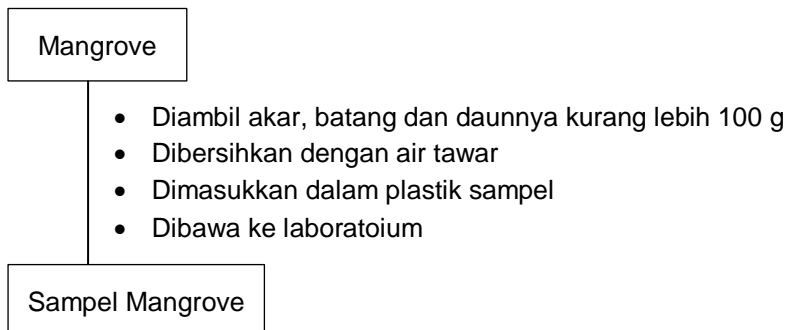 Mangrove
• Diambil akar, batang dan daunnya kurang lebih 100 g
• Dibersihkan dengan air tawar
• Dimasukkan dalam plastik sampel
• Dibawa ke laboratoium
Sampel Mangrove